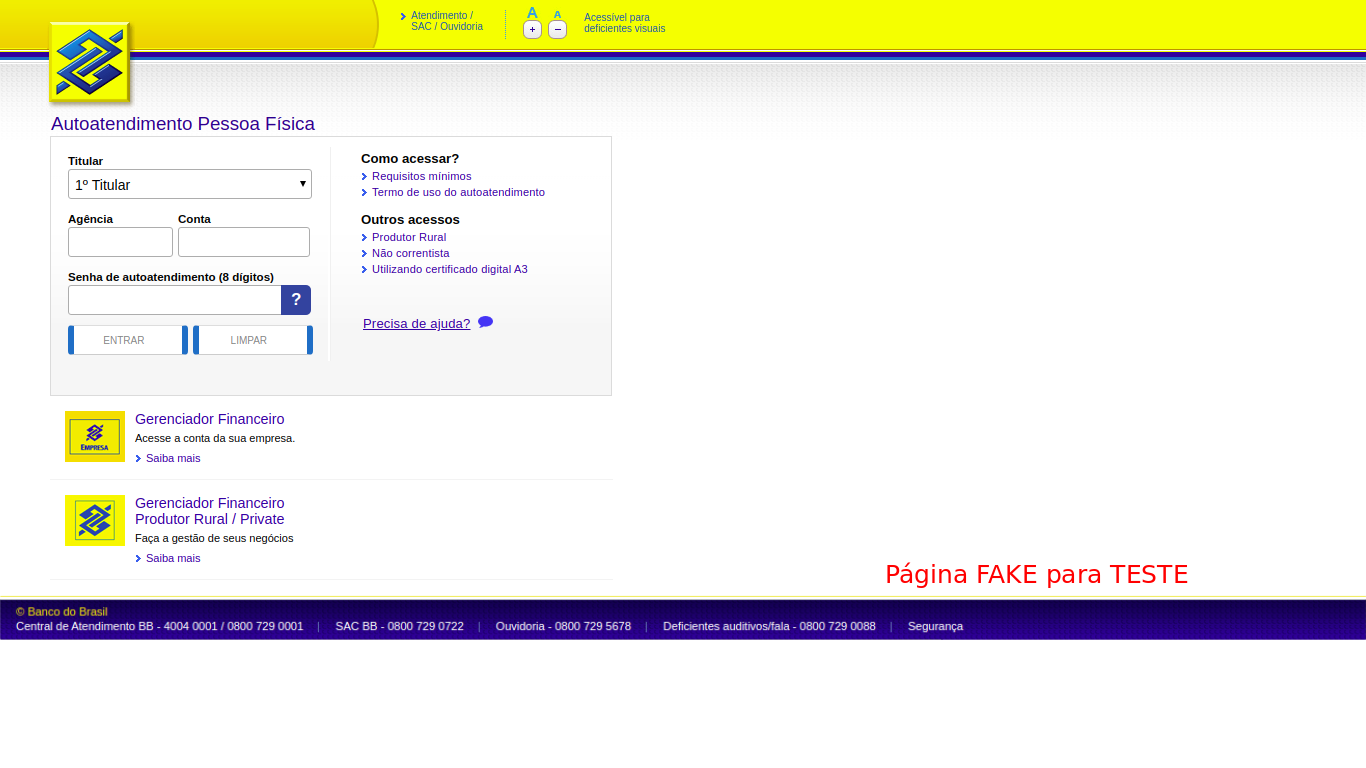 Atendimento /
SAC / Ouvidoria
A A
+ −
Acessível para
deficientes visuais
Autoatendimento Pessoa Física
Titular
1º Titular
Agência Conta
Senha de autoatendimento (8 dígitos)
?
ENTRAR LIMPAR
Como acessar?
Requisitos mínimos
Termo de uso do autoatendimento
Outros acessos
Produtor Rural
Não correntista
Utilizando certificado digital A3
Precisa de ajuda?
EMPRESA
Gerenciador Financeiro
Acesse a conta da sua empresa.
Saiba mais
Gerenciador Financeiro
Produtor Rural / Private
Faça a gestão de seus negócios
Saiba mais
Página FAKE para TESTE
© Banco do Brasil
Central de Atendimento BB - 4004 0001 / 0800 729 0001 | SAC BB - 0800 729 0722 | Ouvidoria - 0800 729 5678 | Deficientes auditivos/fala - 0800 729 0088 | Segurança